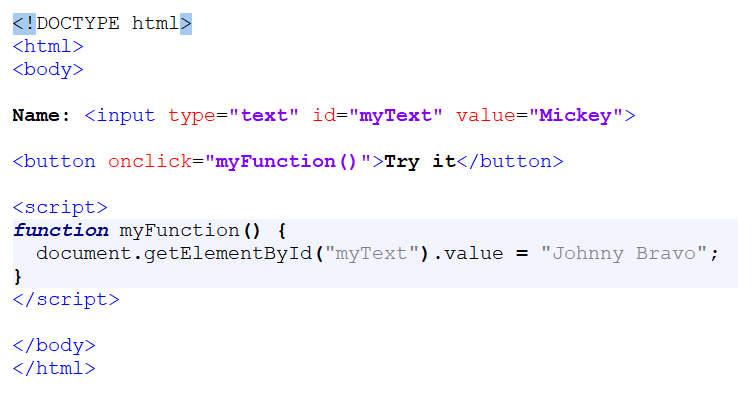 <!DOCTYPE html>
<html>
<body>
Name: <input type="text" id="myText" value="Mickey">
<button onclick="myFunction()">Try it</button>
<script>
function myFunction() {
  document.getElementById("myText").value = "Johnny Bravo";
}
</script>
</body>
</html>